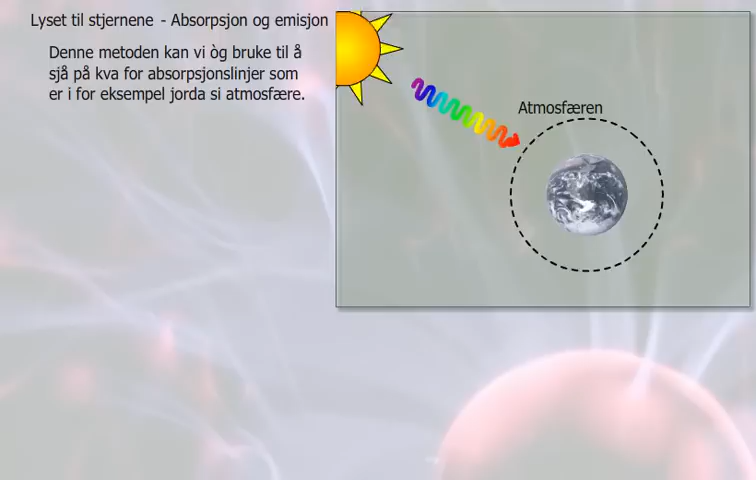 Lyset til stjernene - Absorpsjon og emisjon
Denne metoden kan vi òg bruke til å
sjå på kva for absorpsjonslinjer som
er i for eksempel jorda si atmosfære.
Atmosfæren